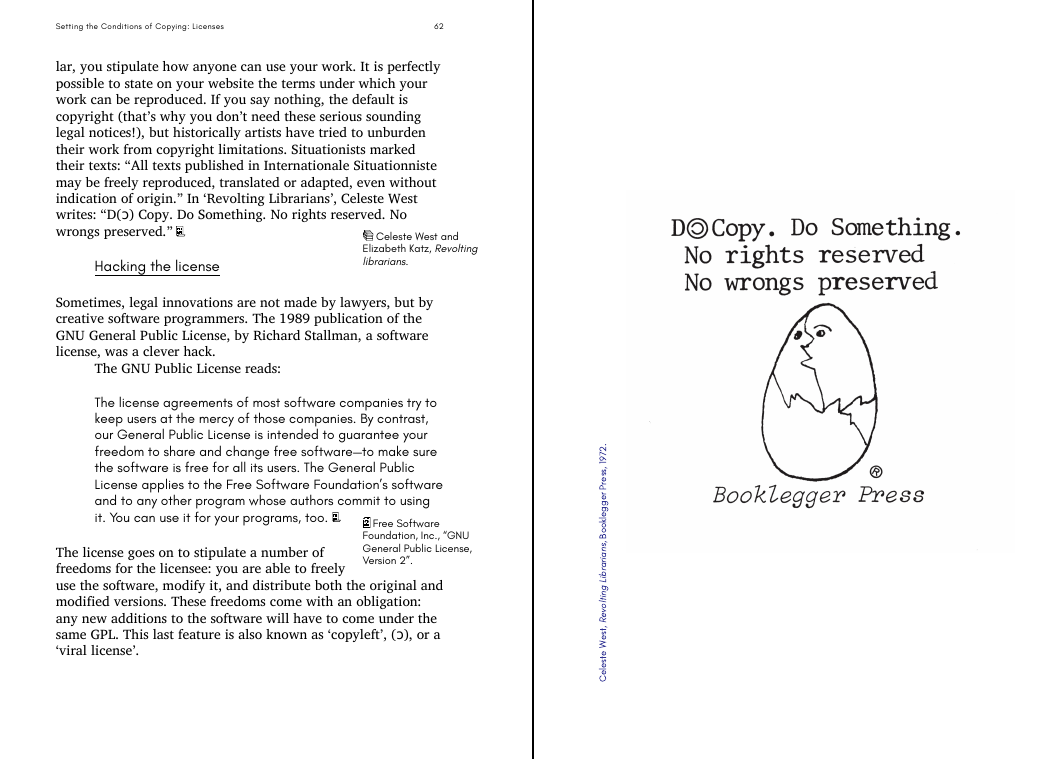 Setting the Conditions of Copying: Licenses 62
lar, you stipulate how anyone can use your work. It is perfectly
possible to state on your website the terms under which your
work can be reproduced. If you say nothing, the default is
copyright (that’s why you don’t need these serious sounding
legal notices!), but historically artists have tried to unburden
their work from copyright limitations. Situationists marked
their texts: “All texts published in Internationale Situationniste
may be freely reproduced, translated or adapted, even without
indication of origin.” In ‘Revolting Librarians’, Celeste West
writes: “D(ɔ) Copy. Do Something. No rights reserved. No
wrongs preserved.”
Celeste West and
Elizabeth Katz, Revolting
librarians.
Hacking the license
Sometimes, legal innovations are not made by lawyers, but by
creative software programmers. The 1989 publication of the
GNU General Public License, by Richard Stallman, a software
license, was a clever hack.
The GNU Public License reads:
The license agreements of most software companies try to
keep users at the mercy of those companies. By contrast,
our General Public License is intended to guarantee your
freedom to share and change free software—to make sure
the software is free for all its users. The General Public
License applies to the Free Software Foundation’s software
and to any other program whose authors commit to using
it. You can use it for your programs, too.
Free Software
Foundation, Inc., “GNU
General Public License,
Version 2”.
The license goes on to stipulate a number of
freedoms for the licensee: you are able to freely
use the software, modify it, and distribute both the original and
modified versions. These freedoms come with an obligation:
any new additions to the software will have to come under the
same GPL. This last feature is also known as ‘copyleft’, (ɔ), or a
‘viral license’.
D©Copy. Do Something.
No rights reserved
No wrongs preserved
®
Booklegger Press
Celeste West, Revolting Librarians, Booklegger Press, 1972.